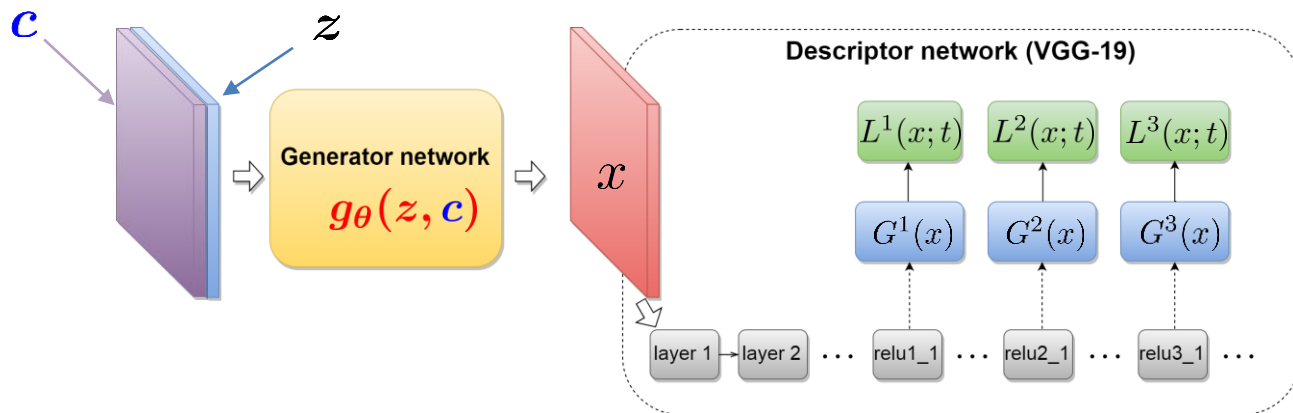 c
z
Descriptor network (VGG-19)
L¹(x; t) L²(x; t) L³(x; t)
Generator network
g_θ(z, c)
x
G¹(x) G²(x) G³(x)
layer 1 layer 2 ... relu1_1 ... relu2_1 ... relu3_1 ...